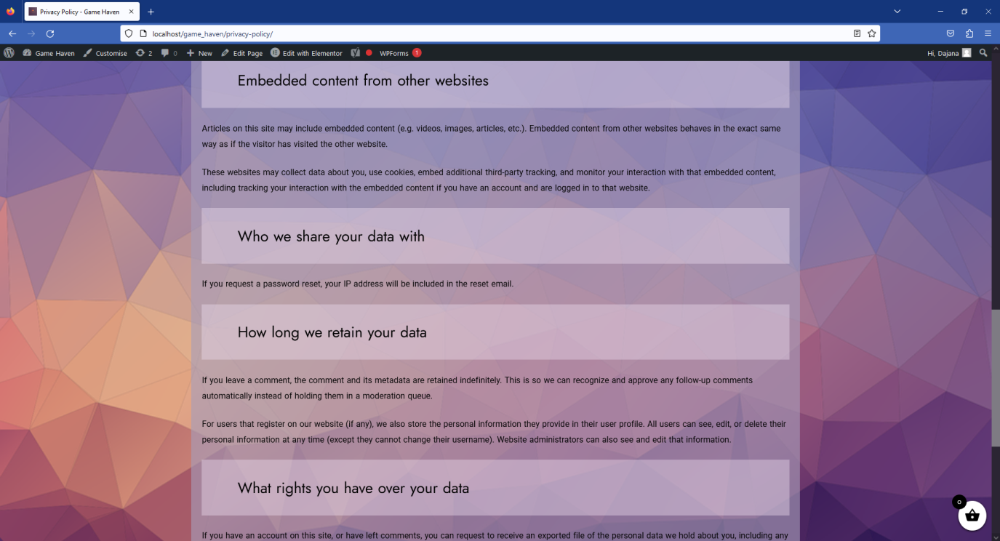 Privacy Policy - Game Haven
localhost/game_haven/privacy-policy/
Game Haven Customise 2 0 New Edit Page Edit with Elementor WPForms 1 Hi, Dajana
Embedded content from other websites
Articles on this site may include embedded content (e.g. videos, images, articles, etc.). Embedded content from other websites behaves in the exact same
way as if the visitor has visited the other website.
These websites may collect data about you, use cookies, embed additional third-party tracking, and monitor your interaction with that embedded content,
including tracking your interaction with the embedded content if you have an account and are logged in to that website.
Who we share your data with
If you request a password reset, your IP address will be included in the reset email.
How long we retain your data
If you leave a comment, the comment and its metadata are retained indefinitely. This is so we can recognize and approve any follow-up comments
automatically instead of holding them in a moderation queue.
For users that register on our website (if any), we also store the personal information they provide in their user profile. All users can see, edit, or delete their
personal information at any time (except they cannot change their username). Website administrators can also see and edit that information.
What rights you have over your data
0
If you have an account on this site, or have left comments, you can request to receive an exported file of the personal data we hold about you, including any